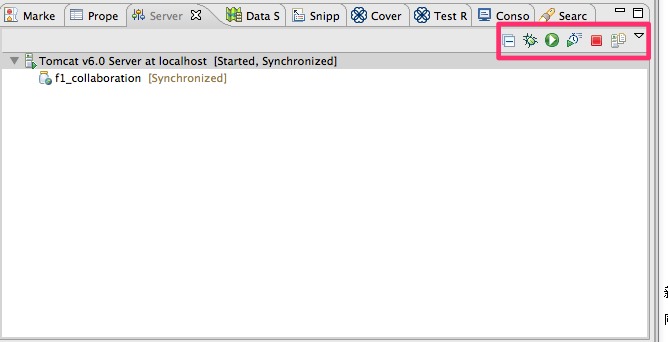 Marke Prope Server Data S Snipp Cover Test R Conso Searc
Tomcat v6.0 Server at localhost [Started, Synchronized]
f1_collaboration [Synchronized]